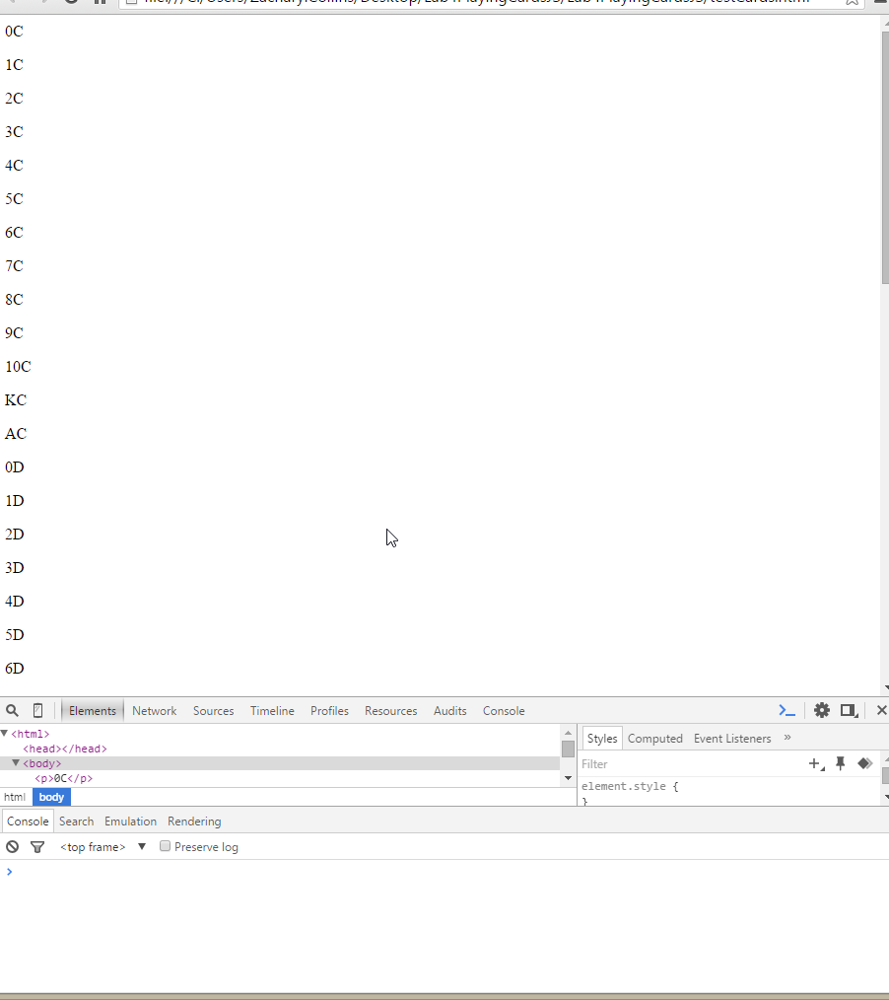 0C
1C
2C
3C
4C
5C
6C
7C
8C
9C
10C
KC
AC
0D
1D
2D
3D
4D
5D
6D
Elements Network Sources Timeline Profiles Resources Audits Console
<html>
<head></head>
<body>
<p>0C</p>
html body
Styles Computed Event Listeners »
Filter
element.style {
}
Console Search Emulation Rendering
<top frame> ▼ Preserve log